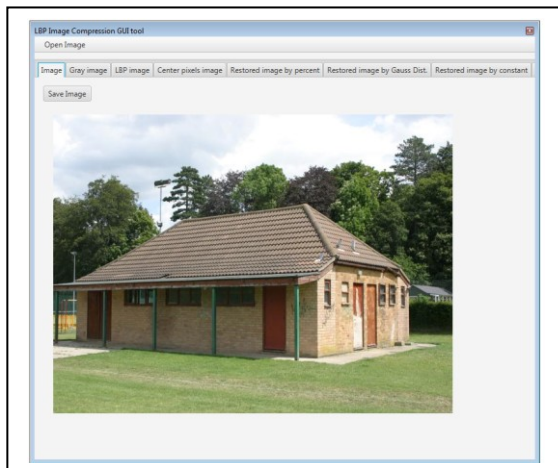 LBP Image Compression GUI tool
Open Image
Image Gray image LBP image Center pixels image Restored image by percent Restored image by Gauss Dist. Restored image by constant
Save Image